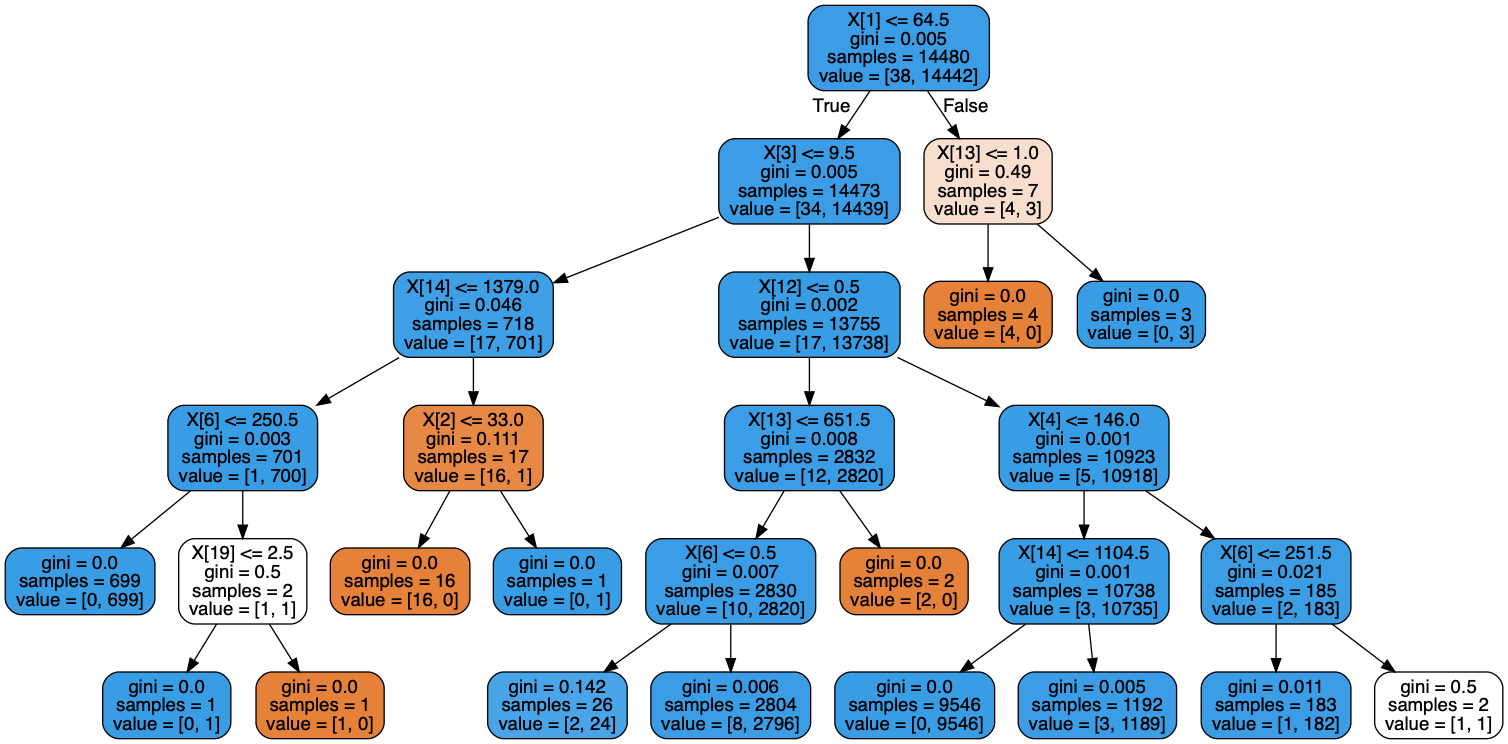 X[1] <= 64.5
gini = 0.005
samples = 14480
value = [38, 14442]
True
False
X[3] <= 9.5
gini = 0.005
samples = 14473
value = [34, 14439]
X[13] <= 1.0
gini = 0.49
samples = 7
value = [4, 3]
X[14] <= 1379.0
gini = 0.046
samples = 718
value = [17, 701]
X[12] <= 0.5
gini = 0.002
samples = 13755
value = [17, 13738]
gini = 0.0
samples = 4
value = [4, 0]
gini = 0.0
samples = 3
value = [0, 3]
X[6] <= 250.5
gini = 0.003
samples = 701
value = [1, 700]
X[2] <= 33.0
gini = 0.111
samples = 17
value = [16, 1]
X[13] <= 651.5
gini = 0.008
samples = 2832
value = [12, 2820]
X[4] <= 146.0
gini = 0.001
samples = 10923
value = [5, 10918]
gini = 0.0
samples = 699
value = [0, 699]
X[19] <= 2.5
gini = 0.5
samples = 2
value = [1, 1]
gini = 0.0
samples = 16
value = [16, 0]
gini = 0.0
samples = 1
value = [0, 1]
X[6] <= 0.5
gini = 0.007
samples = 2830
value = [10, 2820]
gini = 0.0
samples = 2
value = [2, 0]
X[14] <= 1104.5
gini = 0.001
samples = 10738
value = [3, 10735]
X[6] <= 251.5
gini = 0.021
samples = 185
value = [2, 183]
gini = 0.0
samples = 1
value = [0, 1]
gini = 0.0
samples = 1
value = [1, 0]
gini = 0.142
samples = 26
value = [2, 24]
gini = 0.006
samples = 2804
value = [8, 2796]
gini = 0.0
samples = 9546
value = [0, 9546]
gini = 0.005
samples = 1192
value = [3, 1189]
gini = 0.011
samples = 183
value = [1, 182]
gini = 0.5
samples = 2
value = [1, 1]